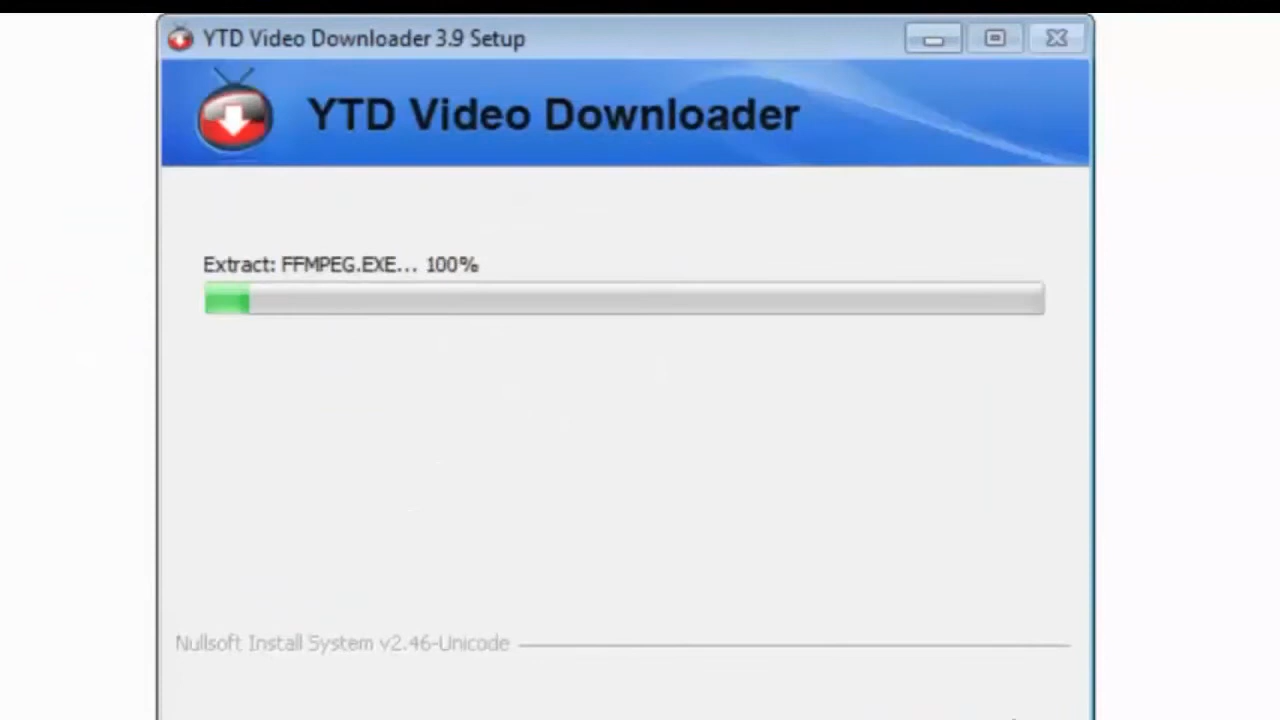 YTD Video Downloader 3.9 Setup
YTD Video Downloader
Extract: FFMPEG.EXE... 100%
Nullsoft Install System v2.46-Unicode